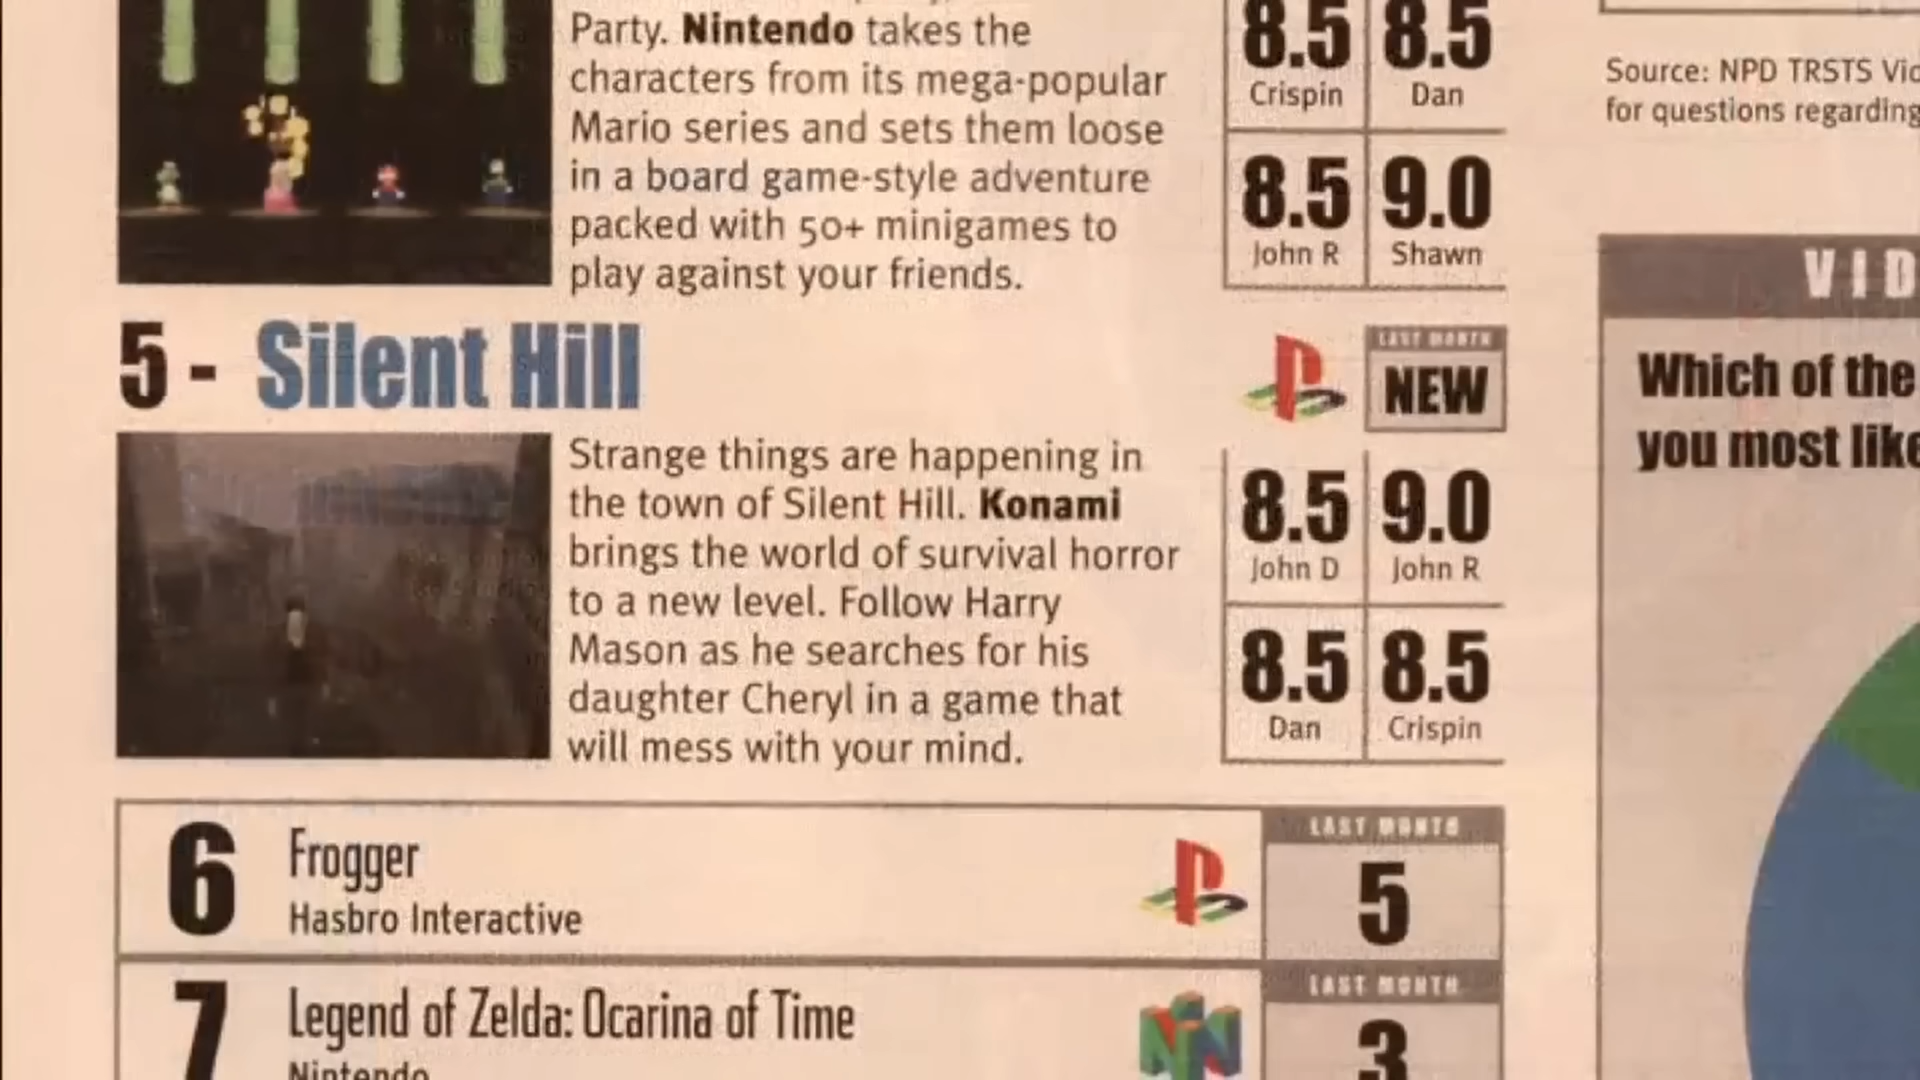 Party. Nintendo takes the
characters from its mega-popular
Mario series and sets them loose
in a board game-style adventure
packed with 50+ minigames to
play against your friends.
8.5 8.5
Crispin Dan
8.5 9.0
John R Shawn
5 - Silent Hill
LAST MONTH
NEW
Strange things are happening in
the town of Silent Hill. Konami
brings the world of survival horror
to a new level. Follow Harry
Mason as he searches for his
daughter Cheryl in a game that
will mess with your mind.
8.5 9.0
John D John R
8.5 8.5
Dan Crispin
6 Frogger
Hasbro Interactive
LAST MONTH
5
7 Legend of Zelda: Ocarina of Time
Nintendo
LAST MONTH
3
Source: NPD TRSTS Vid
for questions regarding
VID
Which of the
you most like